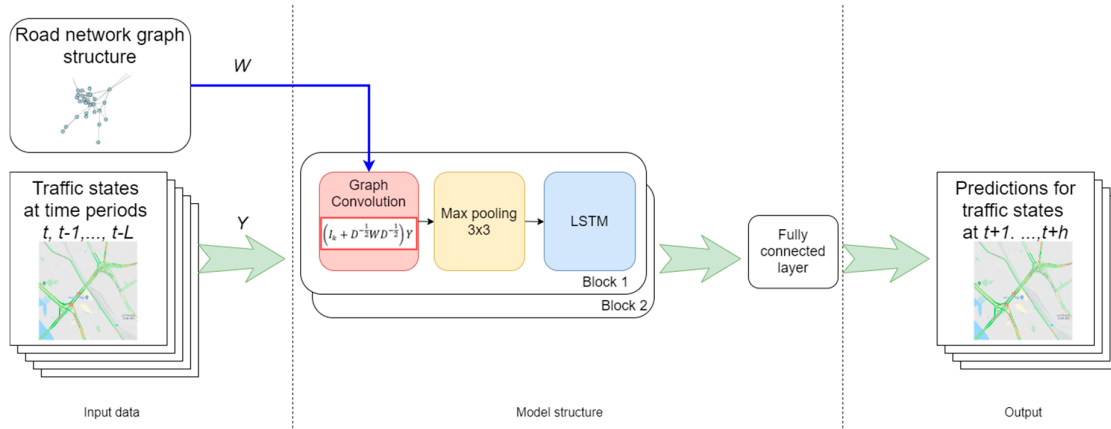 Road network graph
structure
W
Traffic states
at time periods
t, t-1,..., t-L
Y
Graph
Convolution
(I_k + D^{-1/2}WD^{-1/2})Y
Max pooling
3x3
LSTM
Block 1
Block 2
Fully
connected
layer
Predictions for
traffic states
at t+1. ...,t+h
Input data
Model structure
Output